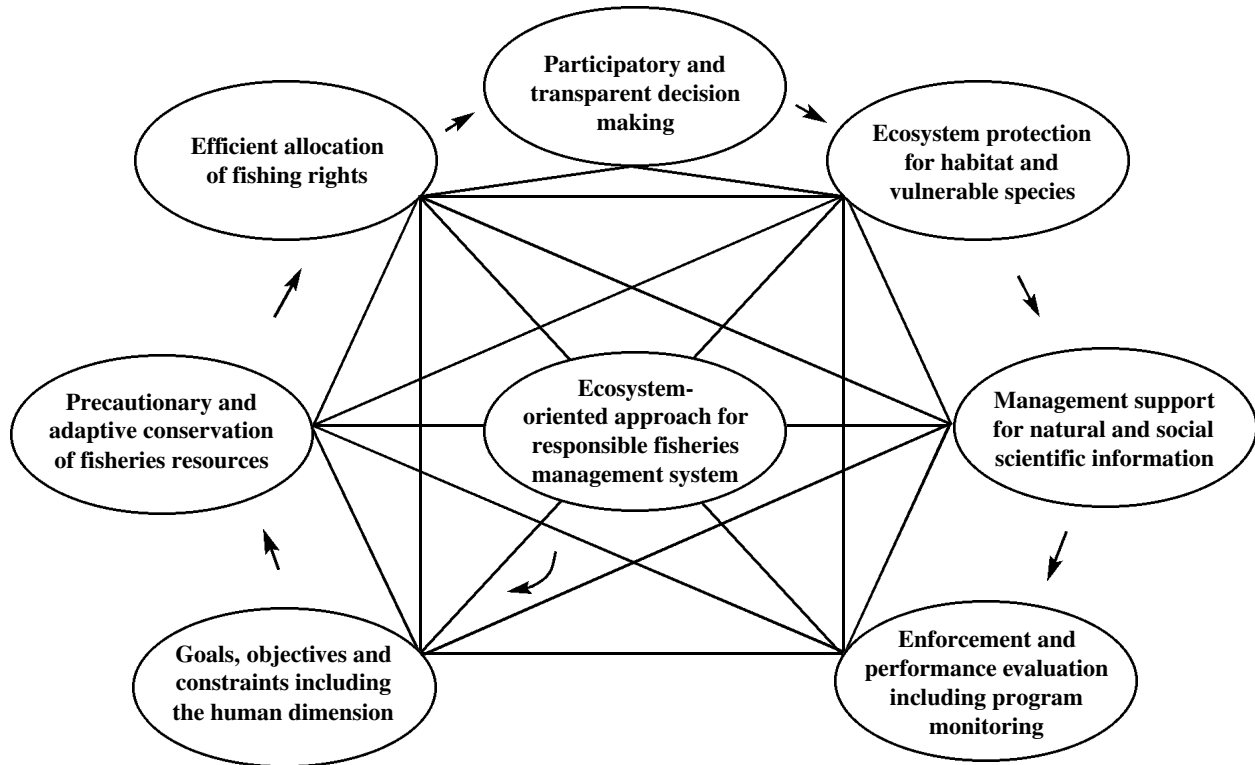 Participatory and
transparent decision
making
Efficient allocation
of fishing rights
Ecosystem protection
for habitat and
vulnerable species
Precautionary and
adaptive conservation
of fisheries resources
Ecosystem-
oriented approach for
responsible fisheries
management system
Management support
for natural and social
scientific information
Goals, objectives and
constraints including
the human dimension
Enforcement and
performance evaluation
including program
monitoring